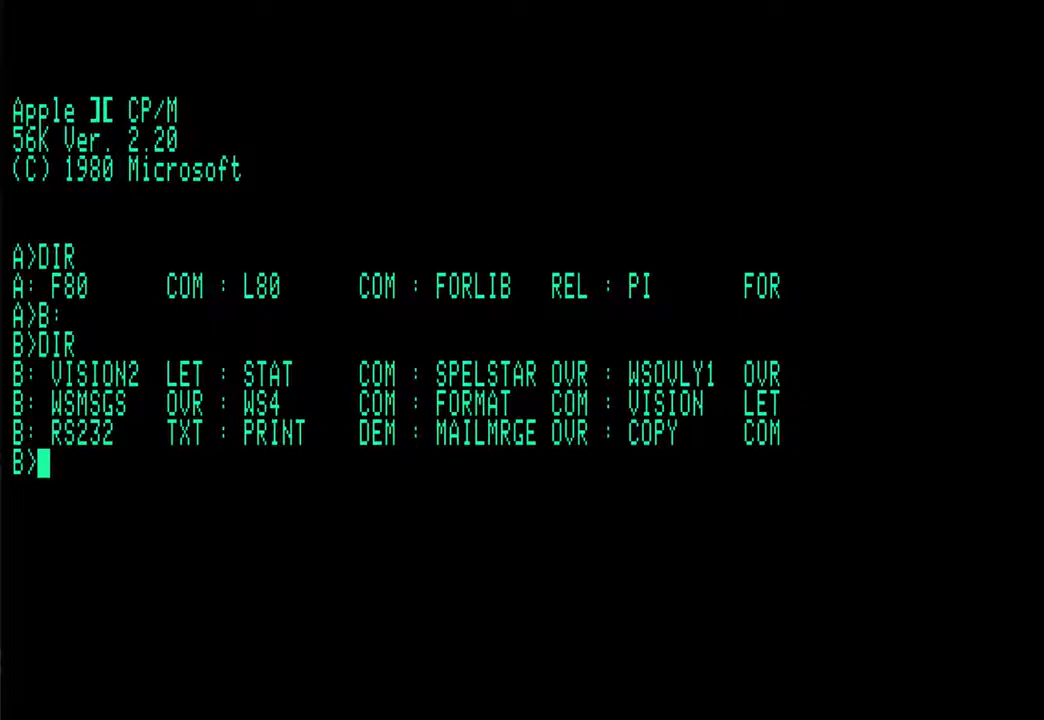 Apple ][ CP/M
56K Ver. 2.20
(C) 1980 Microsoft
A>DIR
A: F80      COM : L80      COM : FORLIB   REL : PI       FOR
A>B:
B>DIR
B: VISION2  LET : STAT     COM : SPELSTAR OVR : WSOVLY1  OVR
B: WSMSGS   OVR : WS4      COM : FORMAT   COM : VISION   LET
B: RS232    TXT : PRINT    DEM : MAILMRGE OVR : COPY     COM
B>